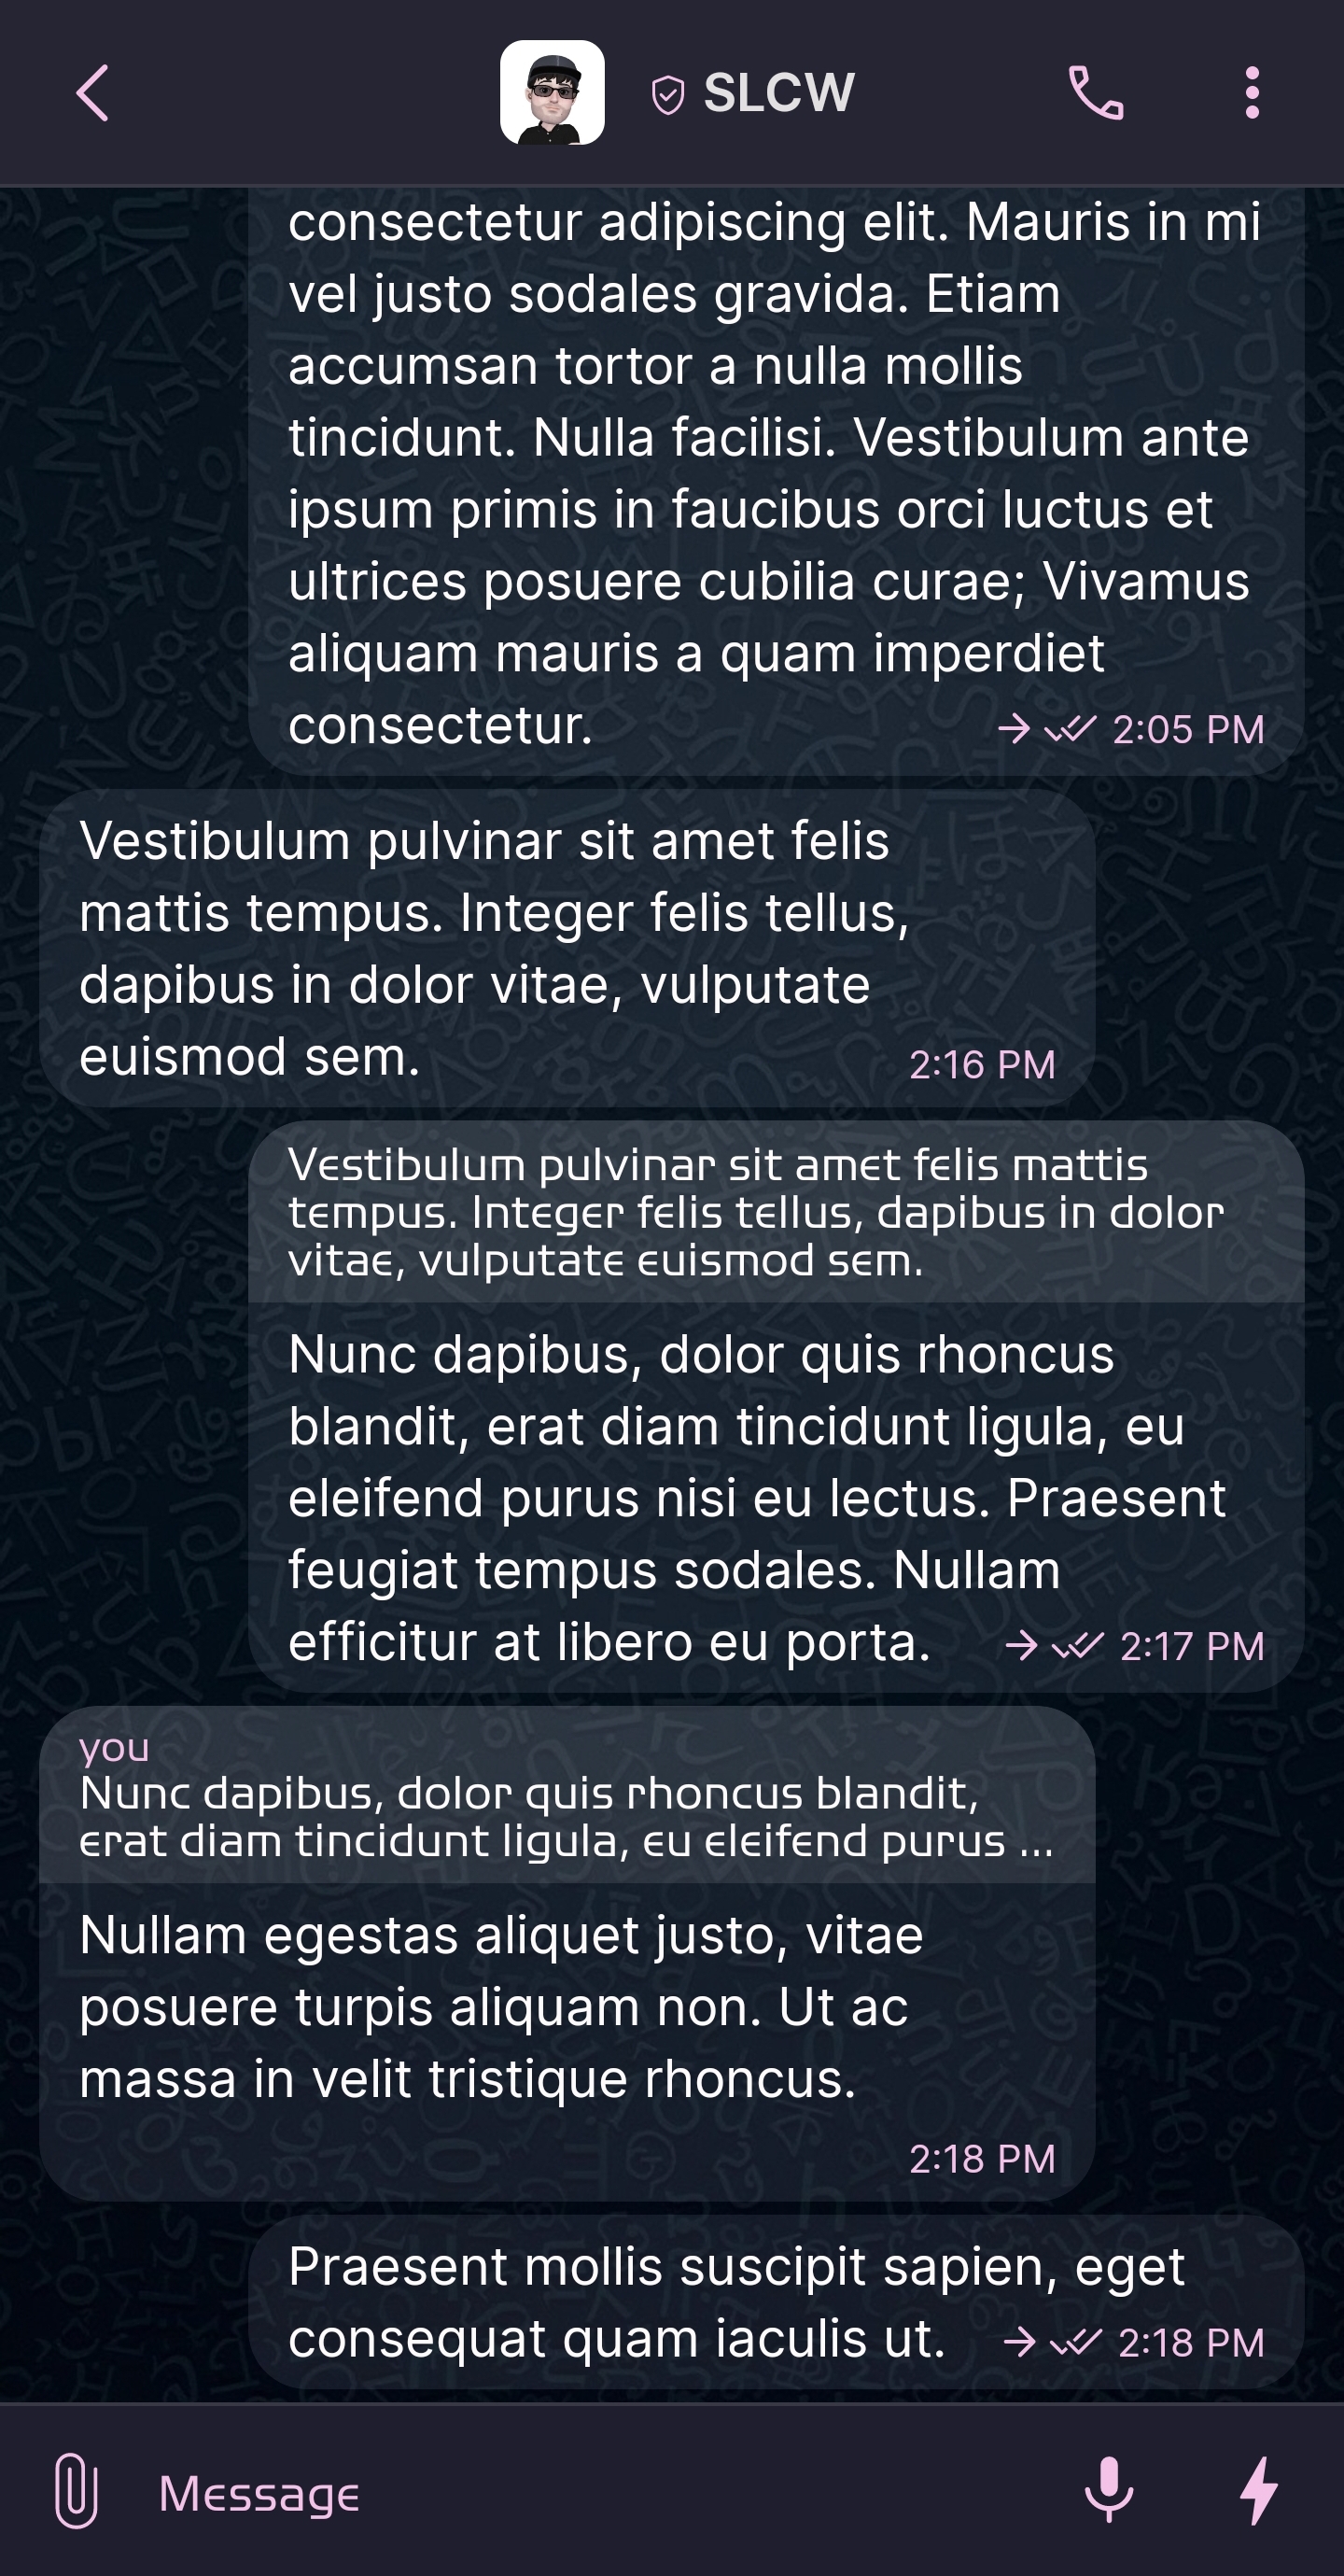 SLCW
consectetur adipiscing elit. Mauris in mi
vel justo sodales gravida. Etiam
accumsan tortor a nulla mollis
tincidunt. Nulla facilisi. Vestibulum ante
ipsum primis in faucibus orci luctus et
ultrices posuere cubilia curae; Vivamus
aliquam mauris a quam imperdiet
consectetur. 2:05 PM
Vestibulum pulvinar sit amet felis
mattis tempus. Integer felis tellus,
dapibus in dolor vitae, vulputate
euismod sem. 2:16 PM
Vestibulum pulvinar sit amet felis mattis
tempus. Integer felis tellus, dapibus in dolor
vitae, vulputate euismod sem.
Nunc dapibus, dolor quis rhoncus
blandit, erat diam tincidunt ligula, eu
eleifend purus nisi eu lectus. Praesent
feugiat tempus sodales. Nullam
efficitur at libero eu porta. 2:17 PM
you
Nunc dapibus, dolor quis rhoncus blandit,
erat diam tincidunt ligula, eu eleifend purus ...
Nullam egestas aliquet justo, vitae
posuere turpis aliquam non. Ut ac
massa in velit tristique rhoncus.
2:18 PM
Praesent mollis suscipit sapien, eget
consequat quam iaculis ut. 2:18 PM
Message